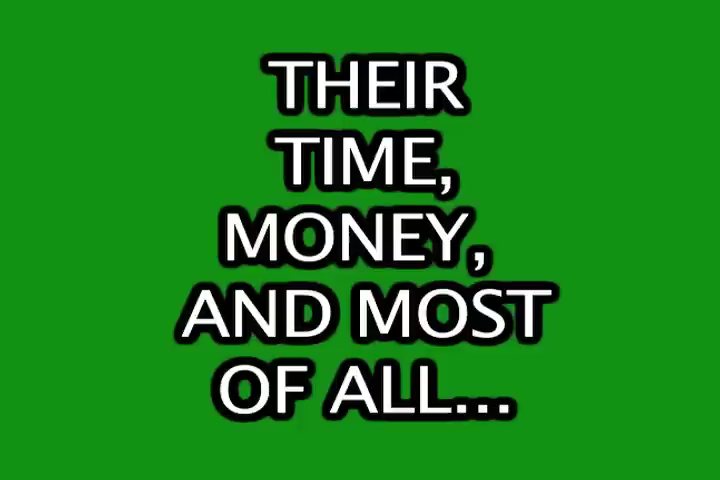 THEIR
TIME,
MONEY,
AND MOST
OF ALL...